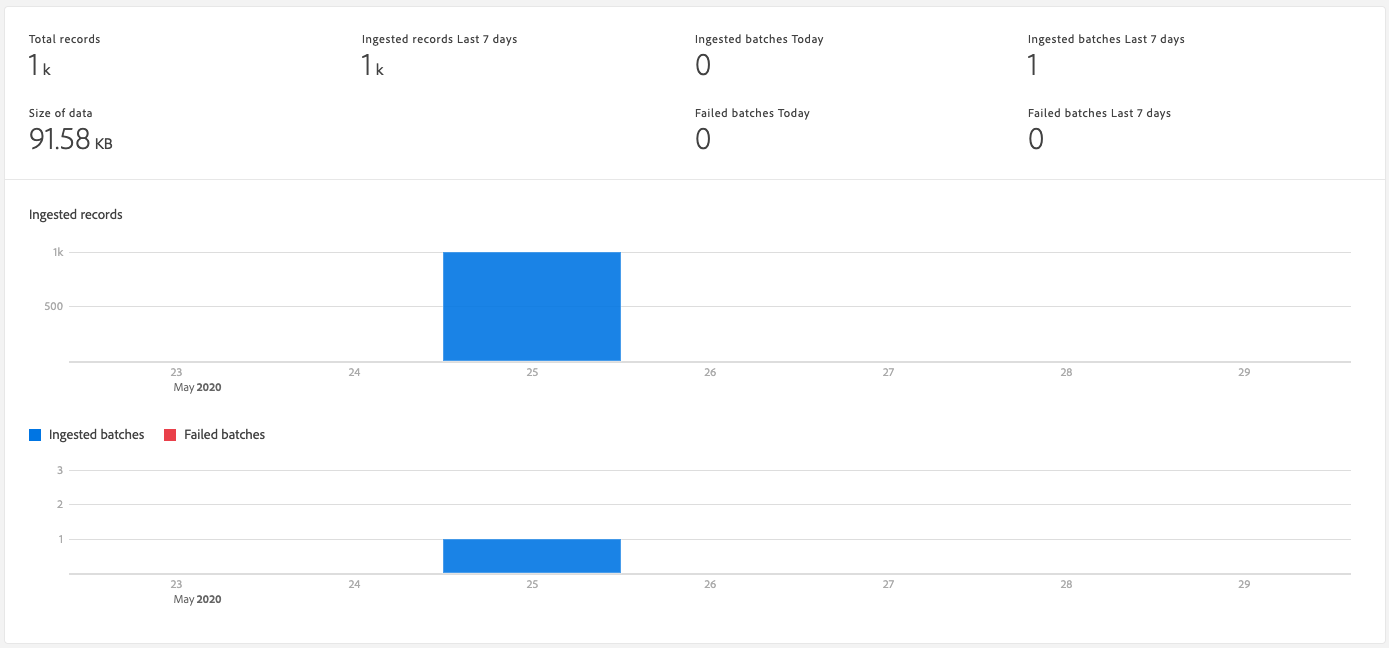 Total records
1 k
Ingested records Last 7 days
1 k
Ingested batches Today
0
Ingested batches Last 7 days
1
Size of data
91.58 KB
Failed batches Today
0
Failed batches Last 7 days
0
Ingested records
1k
500
23 24 25 26 27 28 29
May 2020
Ingested batches Failed batches
3
2
1
23 24 25 26 27 28 29
May 2020